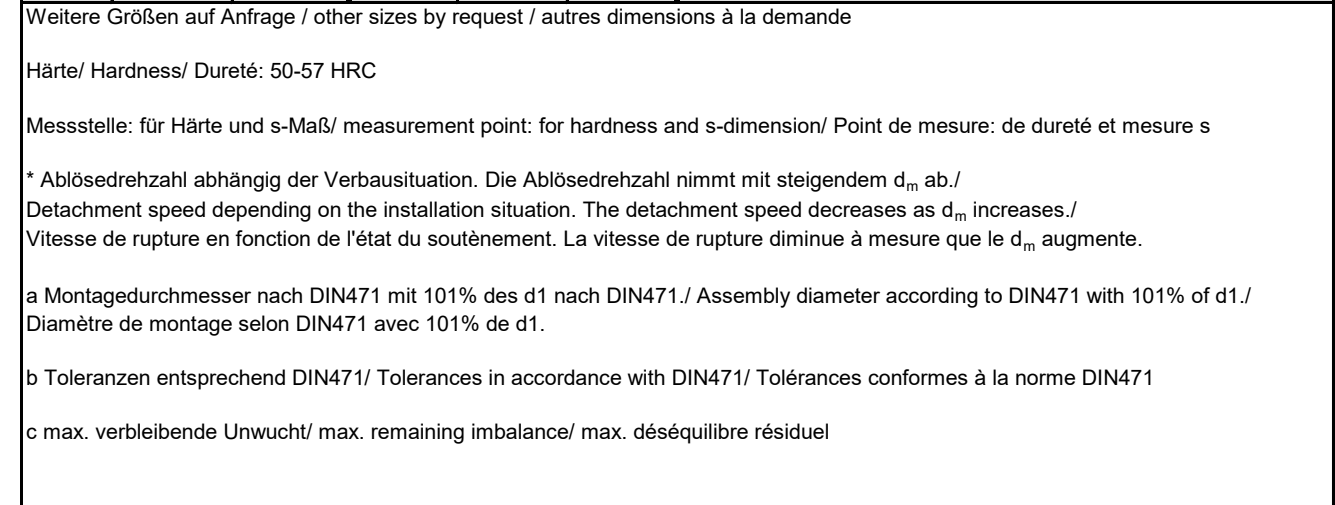 Weitere Größen auf Anfrage / other sizes by request / autres dimensions à la demande
Härte/ Hardness/ Dureté: 50-57 HRC
Messstelle: für Härte und s-Maß/ measurement point: for hardness and s-dimension/ Point de mesure: de dureté et mesure s
* Ablösedrehzahl abhängig der Verbausituation. Die Ablösedrehzahl nimmt mit steigendem dm ab./
Detachment speed depending on the installation situation. The detachment speed decreases as dm increases./
Vitesse de rupture en fonction de l'état du soutènement. La vitesse de rupture diminue à mesure que le dm augmente.
a Montagedurchmesser nach DIN471 mit 101% des d1 nach DIN471./ Assembly diameter according to DIN471 with 101% of d1./
Diamètre de montage selon DIN471 avec 101% de d1.
b Toleranzen entsprechend DIN471/ Tolerances in accordance with DIN471/ Tolérances conformes à la norme DIN471
c max. verbleibende Unwucht/ max. remaining imbalance/ max. déséquilibre résiduel